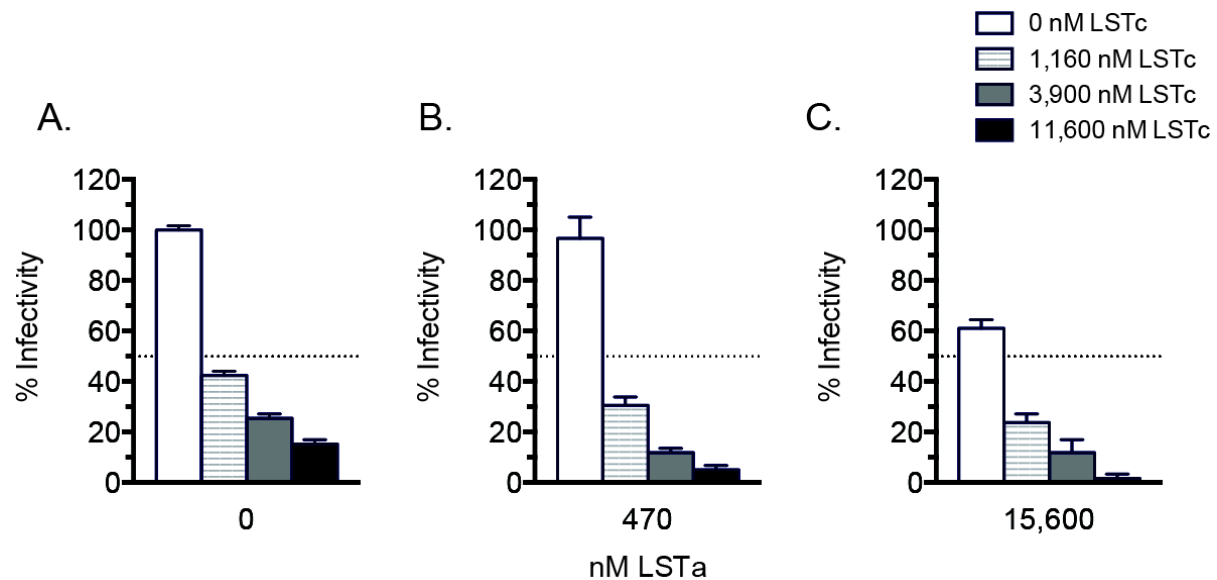 0 nM LSTc
1,160 nM LSTc
3,900 nM LSTc
11,600 nM LSTc
A.
% Infectivity
120
100
80
60
40
20
0
0
B.
% Infectivity
120
100
80
60
40
20
0
470
nM LSTa
C.
% Infectivity
120
100
80
60
40
20
0
15,600